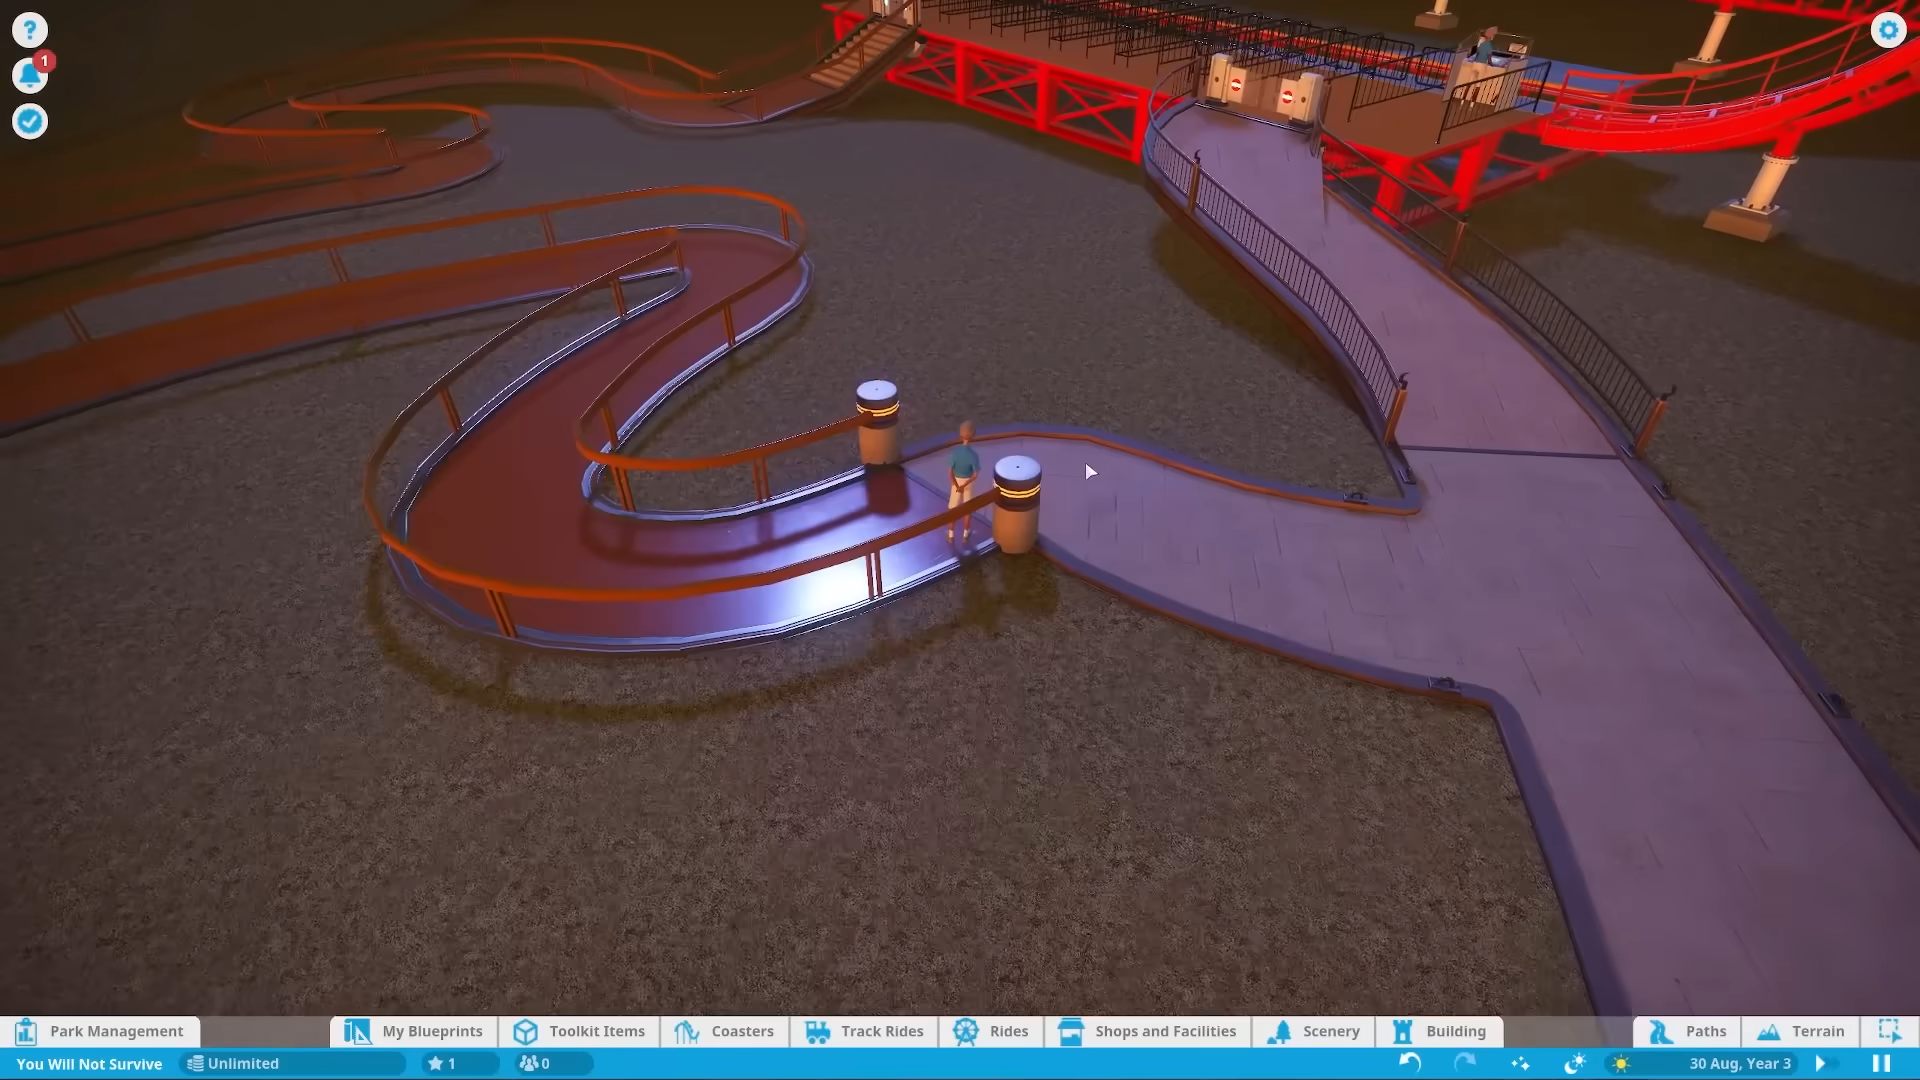 ?
1
Park Management
My Blueprints
Toolkit Items
Coasters
Track Rides
Rides
Shops and Facilities
Scenery
Building
Paths
Terrain
You Will Not Survive
Unlimited
1
0
30 Aug, Year 3